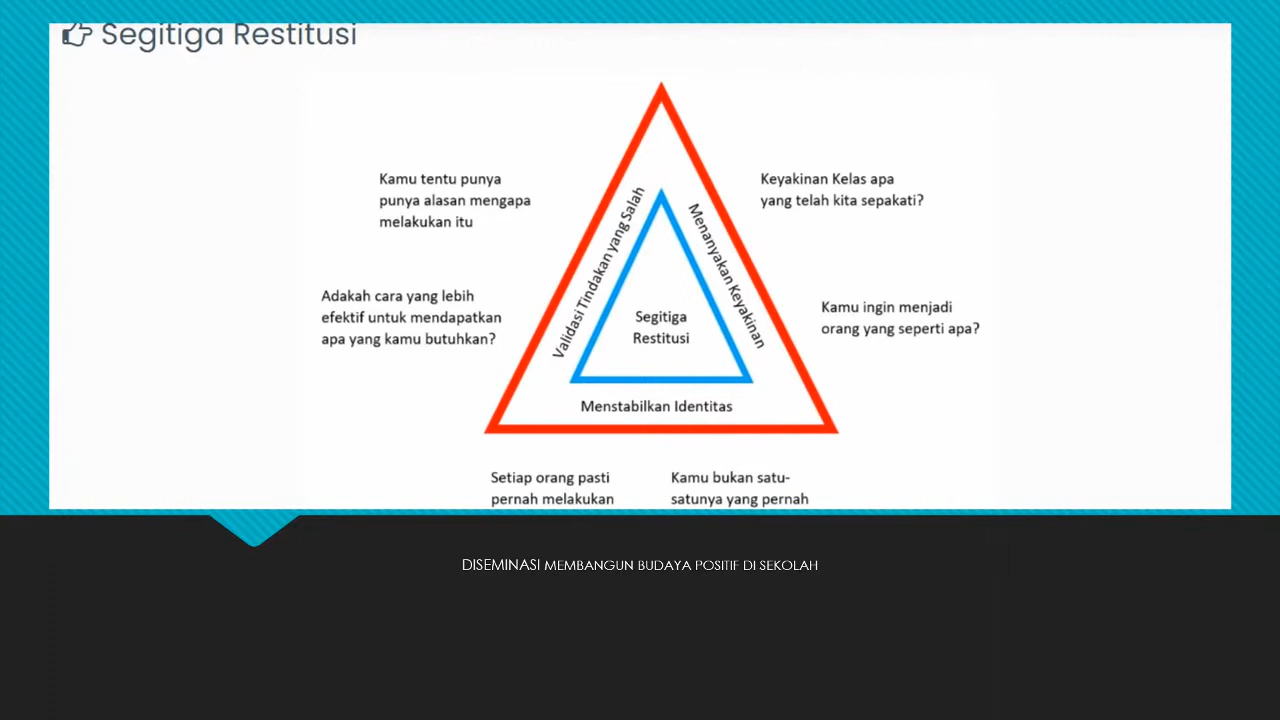 Segitiga Restitusi
Kamu tentu punya
punya alasan mengapa
melakukan itu
Keyakinan Kelas apa
yang telah kita sepakati?
Validasi Tindakan yang Salah
Menanyakan Keyakinan
Adakah cara yang lebih
efektif untuk mendapatkan
apa yang kamu butuhkan?
Segitiga
Restitusi
Kamu ingin menjadi
orang yang seperti apa?
Menstabilkan Identitas
Setiap orang pasti
pernah melakukan
Kamu bukan satu-
satunya yang pernah
DISEMINASI MEMBANGUN BUDAYA POSITIF DI SEKOLAH